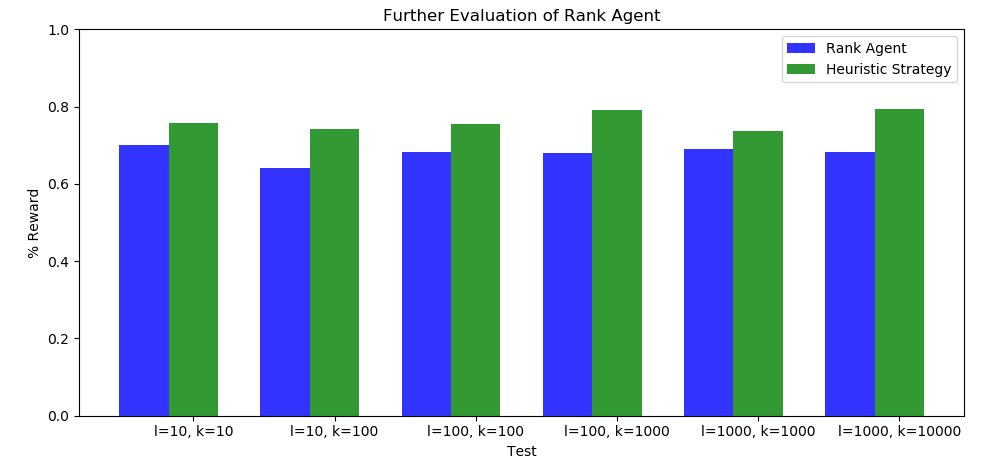 Further Evaluation of Rank Agent
Rank Agent
Heuristic Strategy
1.0
0.8
0.6
0.4
0.2
0.0
% Reward
l=10, k=10 l=10, k=100 l=100, k=100 l=100, k=1000 l=1000, k=1000 l=1000, k=10000
Test